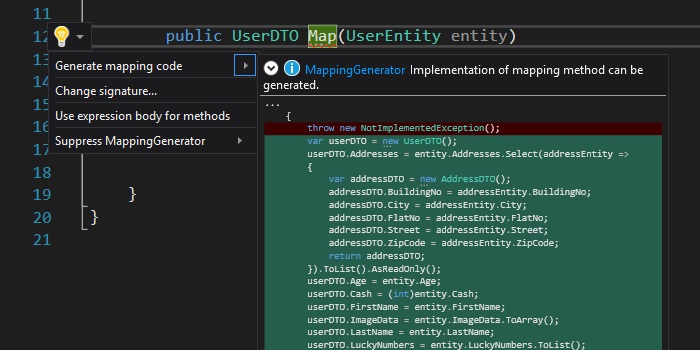 11
12 public UserDTO Map(UserEntity entity)
13
Generate mapping code
Change signature...
Use expression body for methods
Suppress MappingGenerator
16
17
18
19 }
20 }
21
MappingGenerator Implementation of mapping method can be
generated.
...
{
throw new NotImplementedException();
var userDTO = new UserDTO();
userDTO.Addresses = entity.Addresses.Select(addressEntity =>
{
var addressDTO = new AddressDTO();
addressDTO.BuildingNo = addressEntity.BuildingNo;
addressDTO.City = addressEntity.City;
addressDTO.FlatNo = addressEntity.FlatNo;
addressDTO.Street = addressEntity.Street;
addressDTO.ZipCode = addressEntity.ZipCode;
return addressDTO;
}).ToList().AsReadOnly();
userDTO.Age = entity.Age;
userDTO.Cash = (int)entity.Cash;
userDTO.FirstName = entity.FirstName;
userDTO.ImageData = entity.ImageData.ToArray();
userDTO.LastName = entity.LastName;
userDTO.LuckyNumbers = entity.LuckyNumbers.ToList();